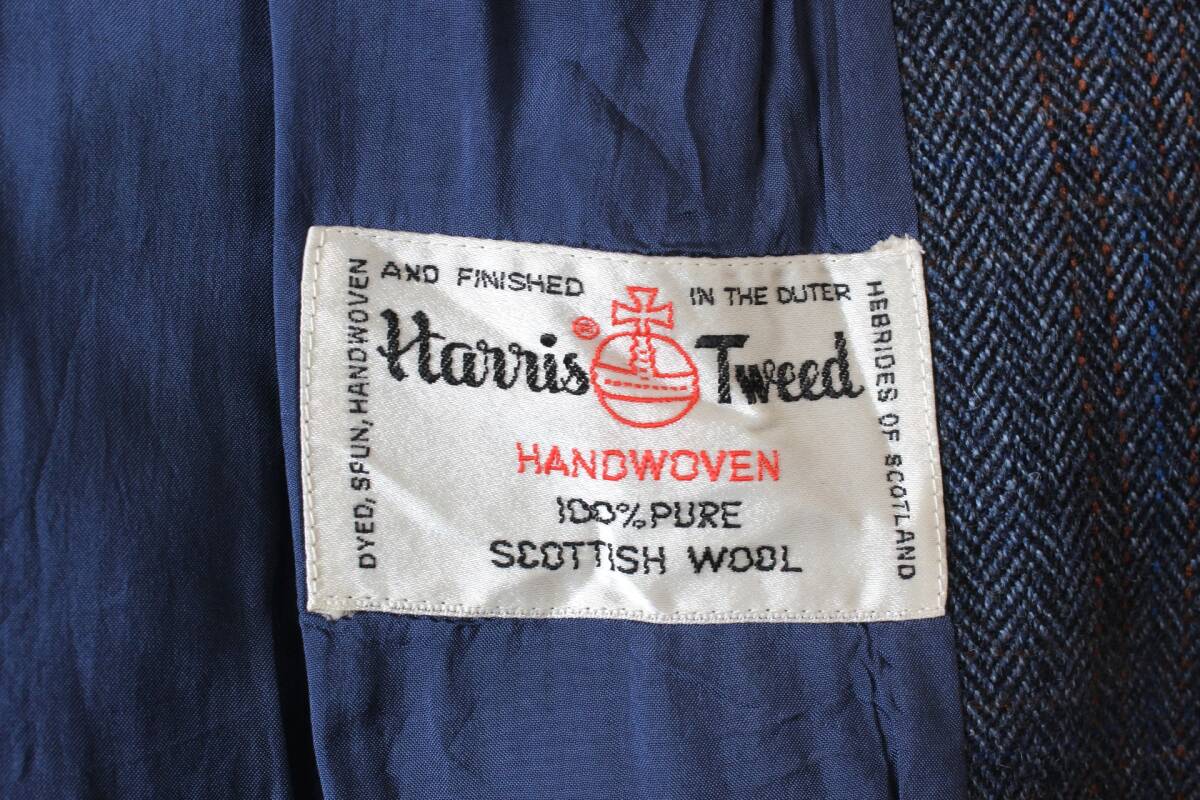 DYED, SPUN, HANDWOVEN
AND FINISHED
IN THE OUTER
HEBRIDES OF SCOTLAND
Harris® Tweed
HANDWOVEN
100% PURE
SCOTTISH WOOL